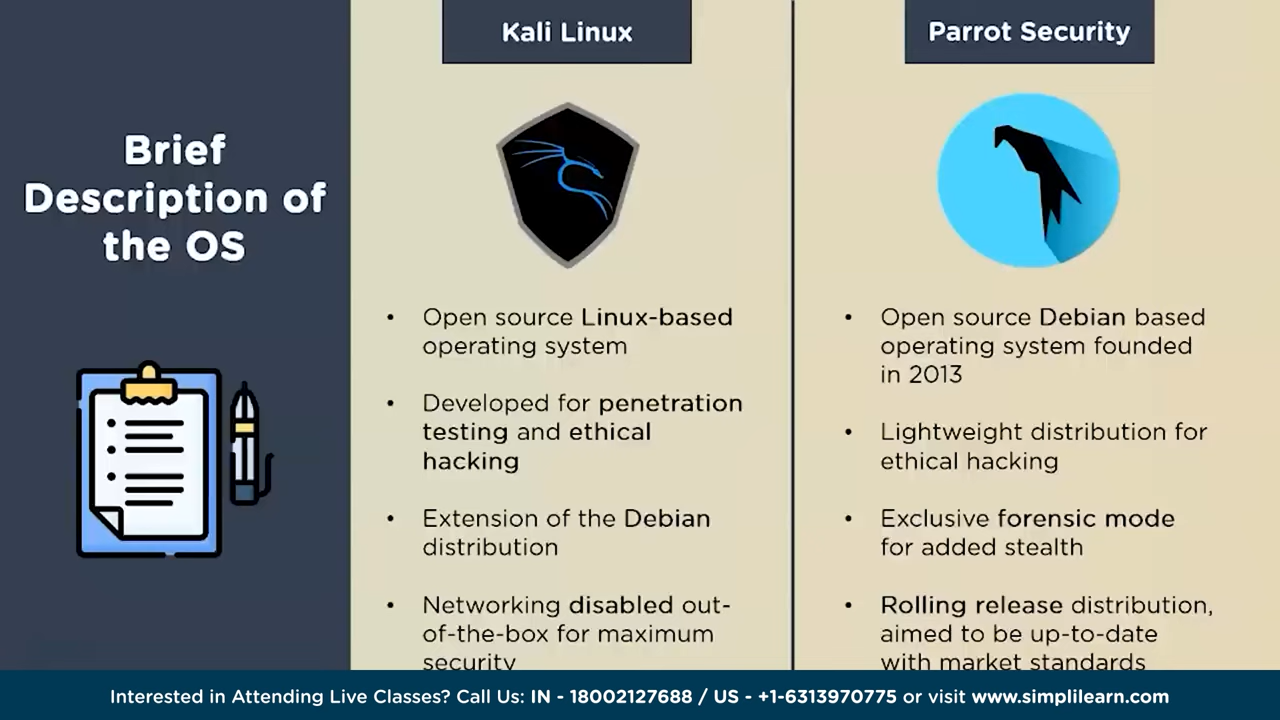 Brief
Description of
the OS
Kali Linux
• Open source Linux-based
operating system
• Developed for penetration
testing and ethical
hacking
• Extension of the Debian
distribution
• Networking disabled out-
of-the-box for maximum
security
Parrot Security
• Open source Debian based
operating system founded
in 2013
• Lightweight distribution for
ethical hacking
• Exclusive forensic mode
for added stealth
• Rolling release distribution,
aimed to be up-to-date
with market standards
Interested in Attending Live Classes? Call Us: IN - 18002127688 / US - +1-6313970775 or visit www.simplilearn.com